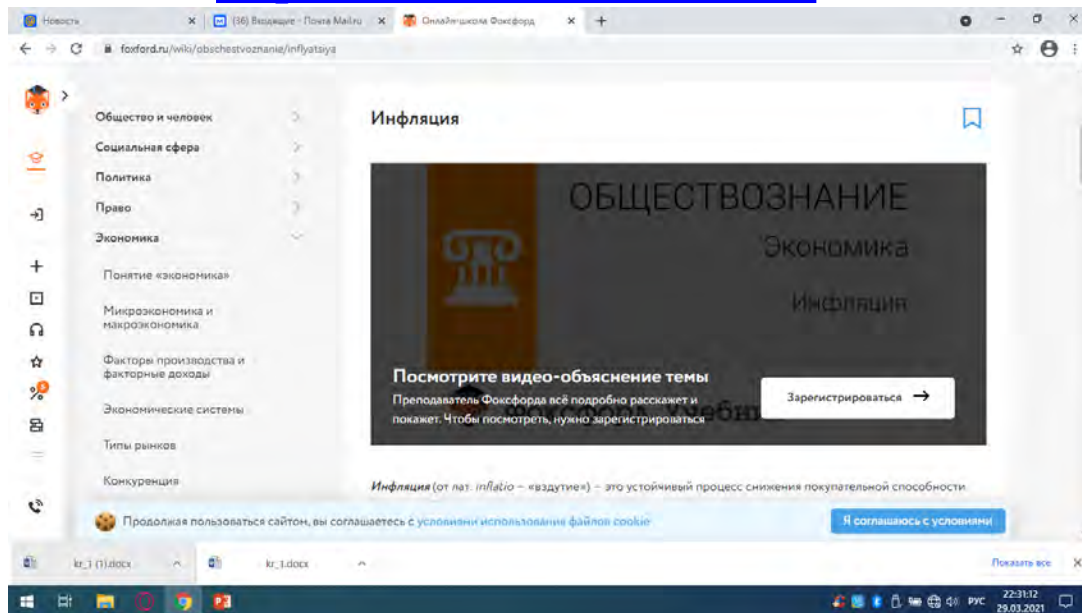 Новости
(36) Входящие - Почта Mail.ru
Онлайн-школа Фоксфорд
foxford.ru/wiki/obschestvoznanie/inflyatsiya
Общество и человек
Социальная сфера
Политика
Право
Экономика
Понятие «экономика»
Микроэкономика и
макроэкономика
Факторы производства и
факторные доходы
Экономические системы
Типы рынков
Конкуренция
Инфляция
ОБЩЕСТВОЗНАНИЕ
Экономика
Инфляция
Посмотрите видео-объяснение темы
Преподаватель Фоксфорда всё подробно расскажет и
покажет. Чтобы посмотреть, нужно зарегистрироваться
Зарегистрироваться →
Фоксфорд. Учебник
Инфляция (от лат. inflatio – «вздутие») – это устойчивый процесс снижения покупательной способности
Продолжая пользоваться сайтом, вы соглашаетесь с условиями использования файлов cookie
Я соглашаюсь с условиями
kr_1 (1).docx
kr_1.docx
Показать все
РУС
22:31:12
29.03.2021